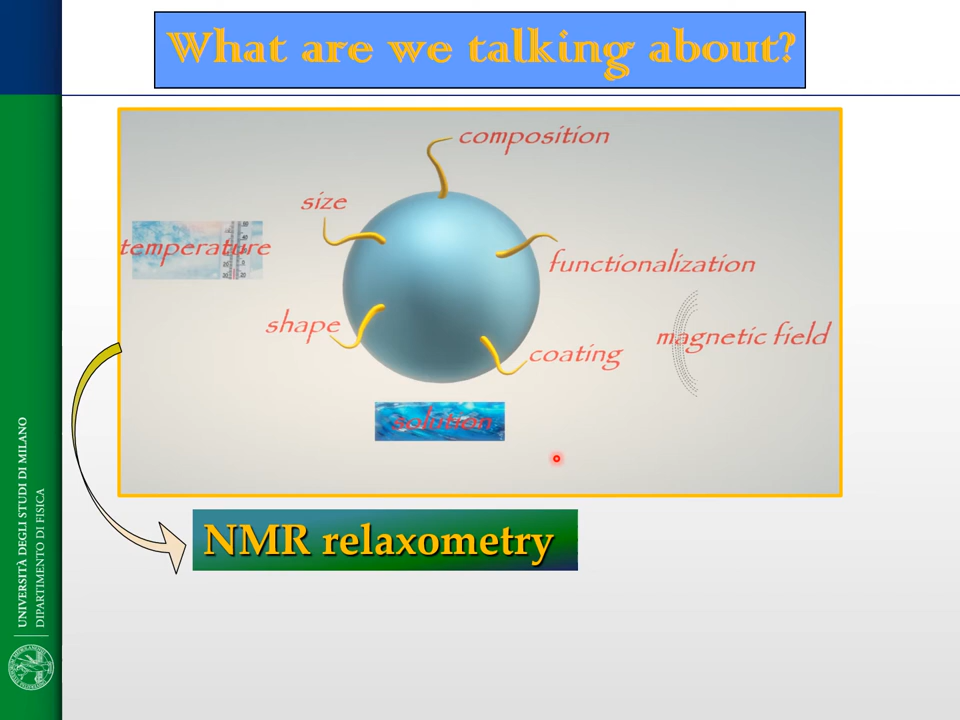 What are we talking about?
composition
size
temperature
functionalization
shape
magnetic field
coating
solution
NMR relaxometry
UNIVERSITÀ DEGLI STUDI DI MILANO
DIPARTIMENTO DI FISICA